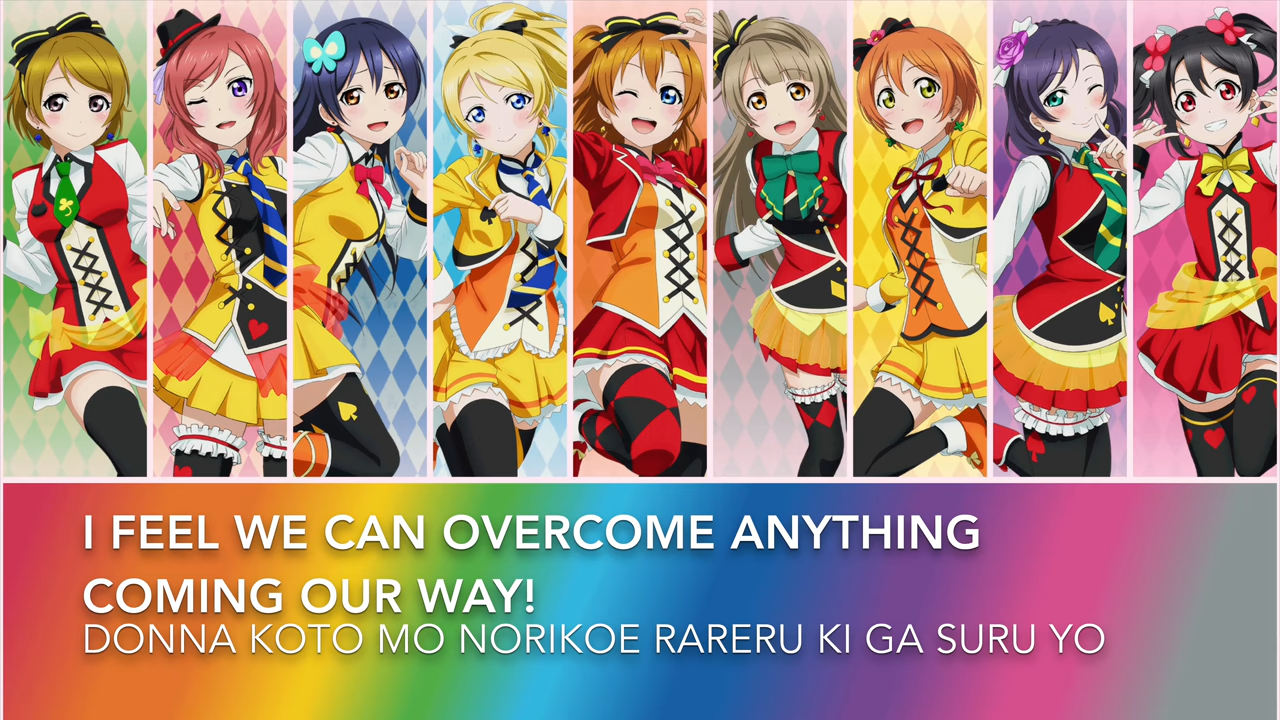 I FEEL WE CAN OVERCOME ANYTHING
COMING OUR WAY!
DONNA KOTO MO NORIKOE RARERU KI GA SURU YO